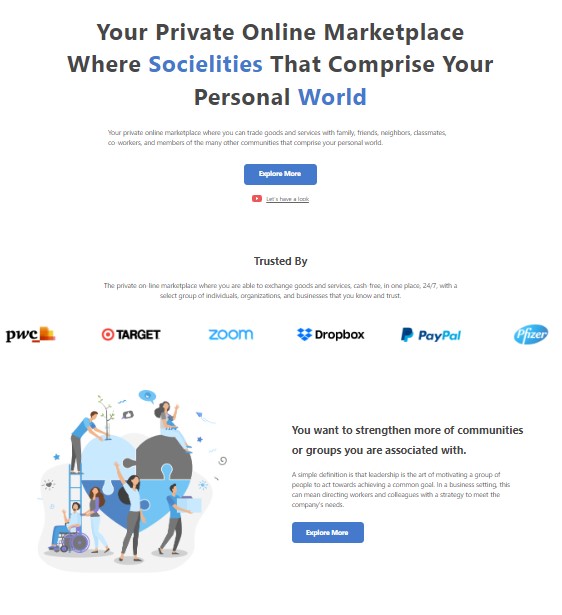 Your Private Online Marketplace
Where Socielities That Comprise Your
Personal World
Your private online marketplace where you can trade goods and services with family, friends, neighbors, classmates,
co-workers, and members of the many other communities that comprise your personal world.
Explore More
Let's have a look
Trusted By
The private on-line marketplace where you are able to exchange goods and services, cash-free, in one place, 24/7, with a
select group of individuals, organizations, and businesses that you know and trust.
pwc TARGET zoom Dropbox PayPal Pfizer
You want to strengthen more of communities
or groups you are associated with.
A simple definition is that leadership is the art of motivating a group of
people to act towards achieving a common goal. In a business setting, this
can mean directing workers and colleagues with a strategy to meet the
company's needs.
Explore More